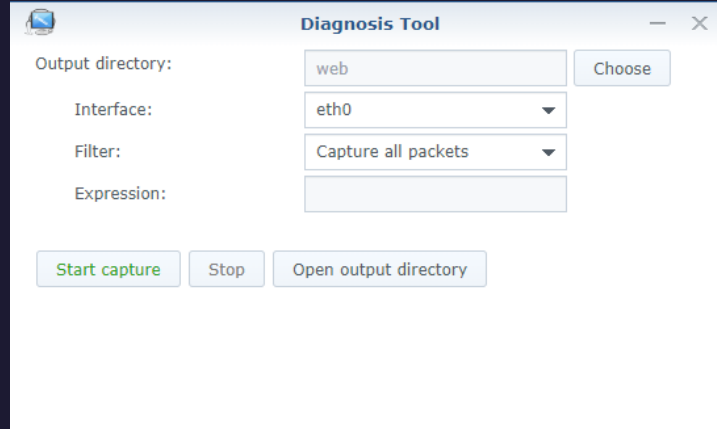 Diagnosis Tool
Output directory: web Choose
Interface: eth0
Filter: Capture all packets
Expression:
Start capture Stop Open output directory